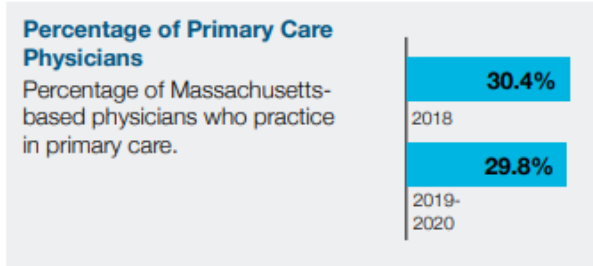 Percentage of Primary Care
Physicians
Percentage of Massachusetts-
based physicians who practice
in primary care.
30.4%
2018
29.8%
2019-
2020